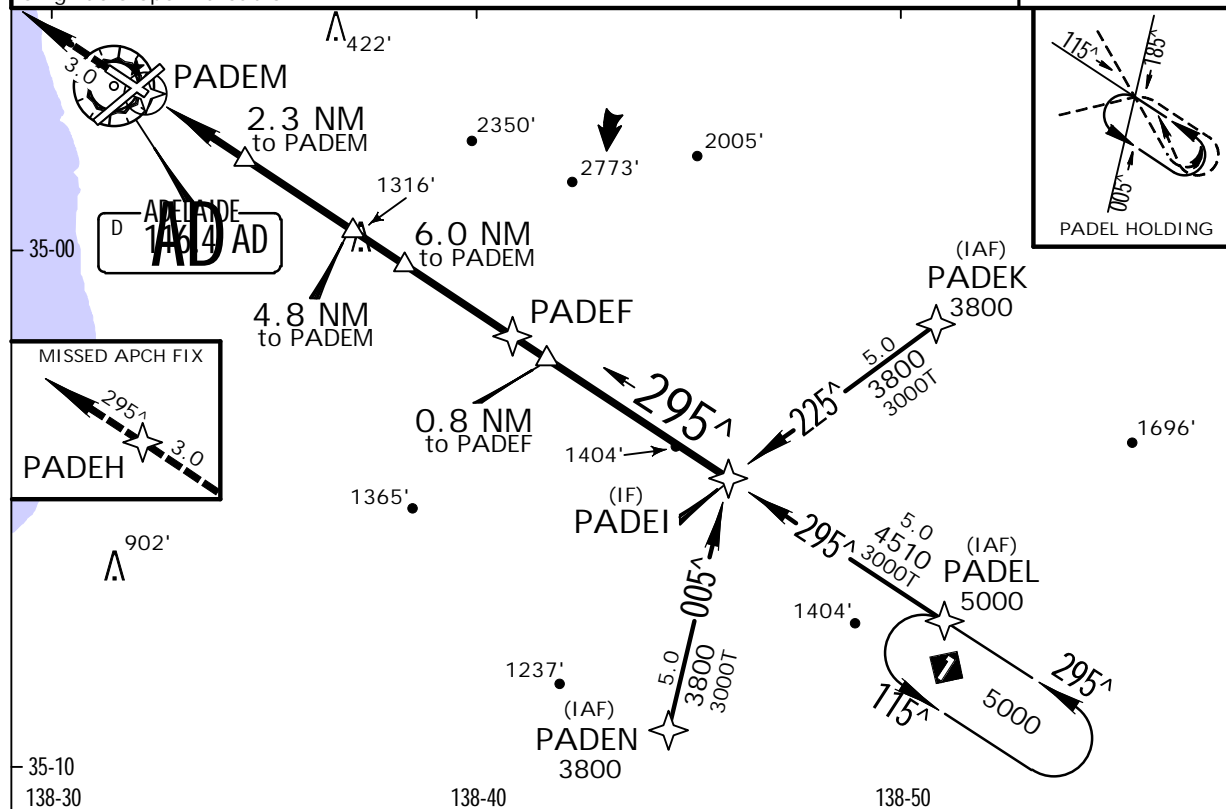 422'
115^
185^
005^
PADEL HOLDING
3.0
PADEM
2.3 NM
to PADEM
2350'
2773'
2005'
1316'
D
ADELAIDE
AD
AD
35-00
6.0 NM
to PADEM
4.8 NM
to PADEM
PADEF
(IAF)
PADEK
3800
5.0
3800
3000T
225^
MISSED APCH FIX
295^
3.0
PADEH
295^
0.8 NM
to PADEF
1404'
1696'
1365'
(IF)
PADEI
902'
295^
5.0
4510
3000T
(IAF)
PADEL
5000
1404'
005^
5.0
3800
3000T
1237'
(IAF)
PADEN
3800
295^
115^
5000
35-10
138-30
138-40
138-50